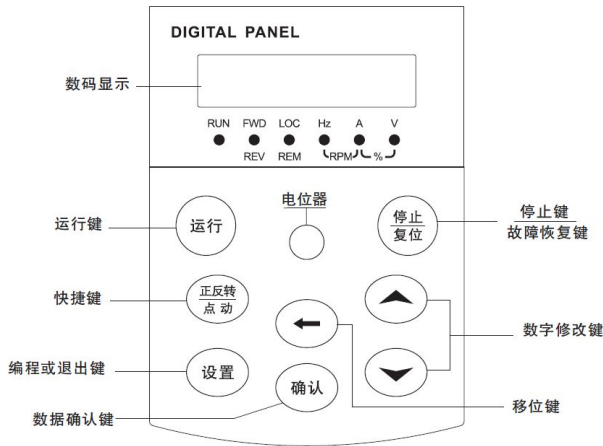 DIGITAL PANEL
数码显示
RUN FWD LOC Hz A V
REV REM RPM %
电位器
运行键
运行
停止
复位
停止键
故障恢复键
快捷键
正反转
点动
数字修改键
编程或退出键
设置
确认
移位键
数据确认键